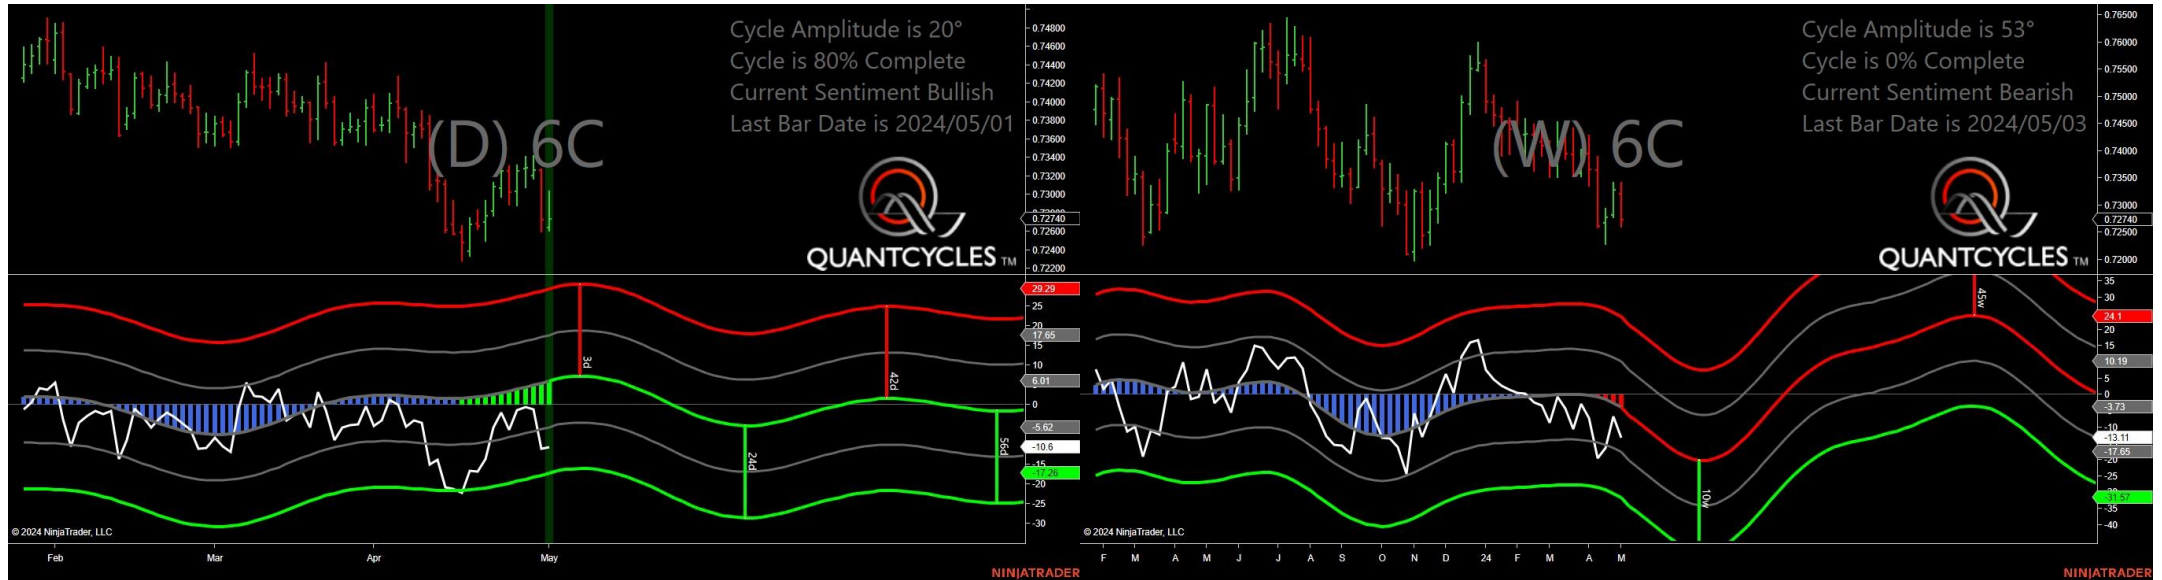 Cycle Amplitude is 20°
Cycle is 80% Complete
Current Sentiment Bullish
Last Bar Date is 2024/05/01
(D) 6C
QUANTCYCLES TM
0.74800
0.74600
0.74400
0.74200
0.74000
0.73800
0.73600
0.73400
0.73200
0.73000
0.72740
0.72600
0.72400
0.72200
29.29
25
20
17.65
15
10
6.01
0
-5.62
-10.6
-15
-17.26
-20
-25
-30
3d
24d
42d
56d
© 2024 NinjaTrader, LLC
Feb Mar Apr May
NINJATRADER
Cycle Amplitude is 53°
Cycle is 0% Complete
Current Sentiment Bearish
Last Bar Date is 2024/05/03
(W) 6C
QUANTCYCLES TM
0.76500
0.76000
0.75500
0.75000
0.74500
0.74000
0.73500
0.73000
0.72740
0.72500
0.72000
35
30
24.1
20
15
10.19
5
0
-3.73
-10
-13.11
-17.65
-20
-25
-31.57
-35
-40
45w
10w
© 2024 NinjaTrader, LLC
F M A M J J A S O N D 24 F M A M
NINJATRADER